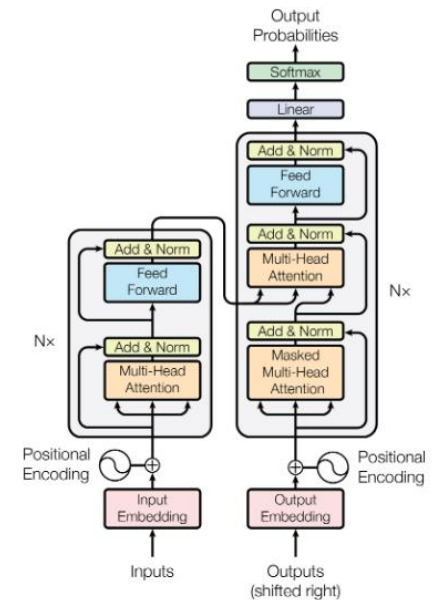 Output
Probabilities
Softmax
Linear
Add & Norm
Feed
Forward
Add & Norm
Multi-Head
Attention
Nx
Add & Norm
Masked
Multi-Head
Attention
Add & Norm
Feed
Forward
Nx
Add & Norm
Multi-Head
Attention
Positional
Encoding
Positional
Encoding
Input
Embedding
Output
Embedding
Inputs
Outputs
(shifted right)